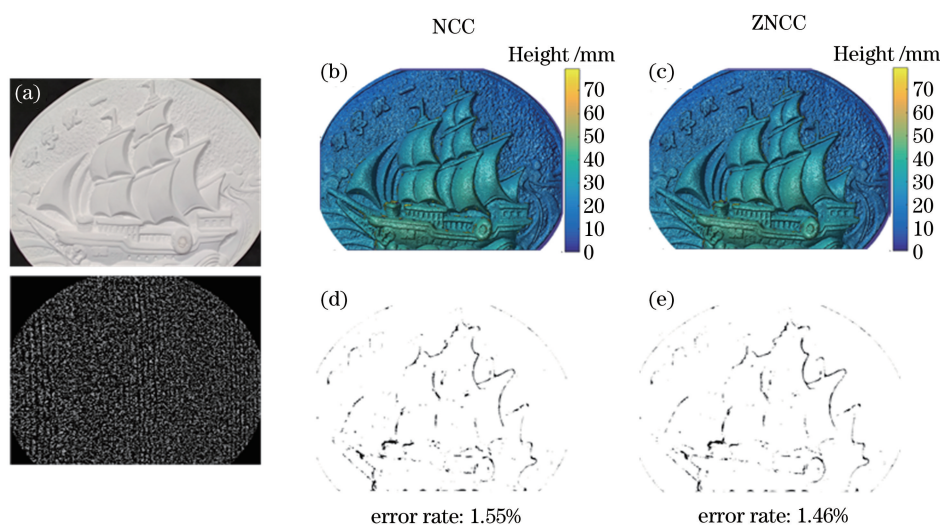 NCC
ZNCC
(a)
(b)
Height /mm
70
60
50
40
30
20
10
0
(c)
Height /mm
70
60
50
40
30
20
10
0
(d)
error rate: 1.55%
(e)
error rate: 1.46%